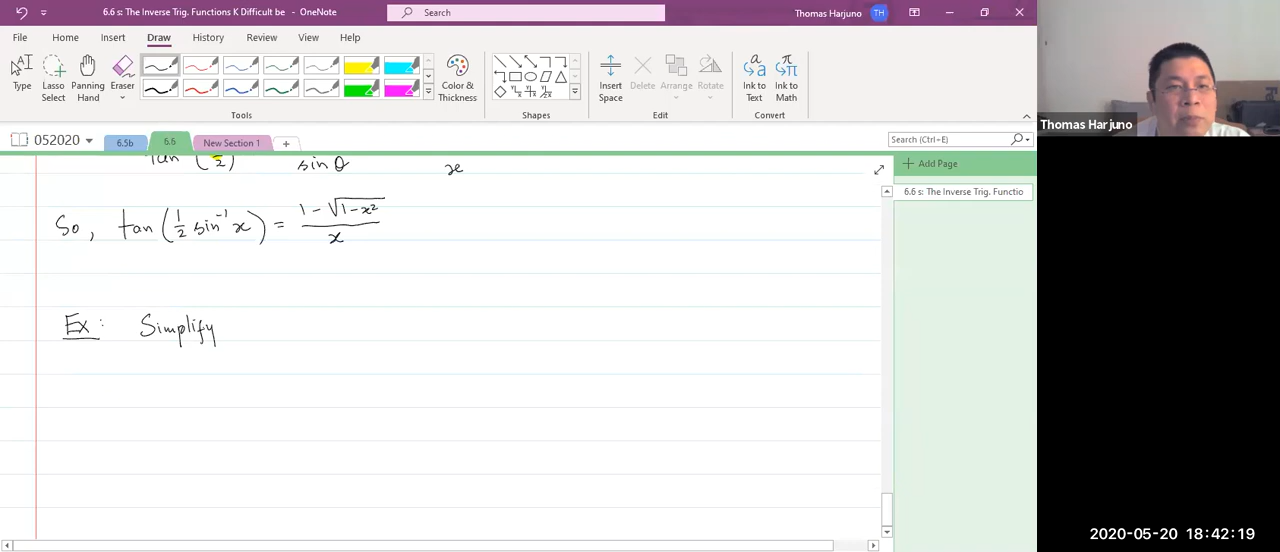 6.6 s: The Inverse Trig. Functions K Difficult be - OneNote
Search
Thomas Harjuno
TH
File Home Insert Draw History Review View Help
Type
Lasso Select
Panning Hand
Eraser
Color & Thickness
Insert Space
Delete
Arrange
Rotate
Ink to Text
Ink to Math
Tools
Shapes
Edit
Convert
052020
6.5b
6.5
New Section 1
Search (Ctrl+E)
Add Page
6.6 s: The Inverse Trig. Functio
tan (θ/2) sin θ x
So, tan(1/2 sin⁻¹ x) = (1 - √(1-x²))/x
Ex: Simplify
Thomas Harjuno
2020-05-20 18:42:19